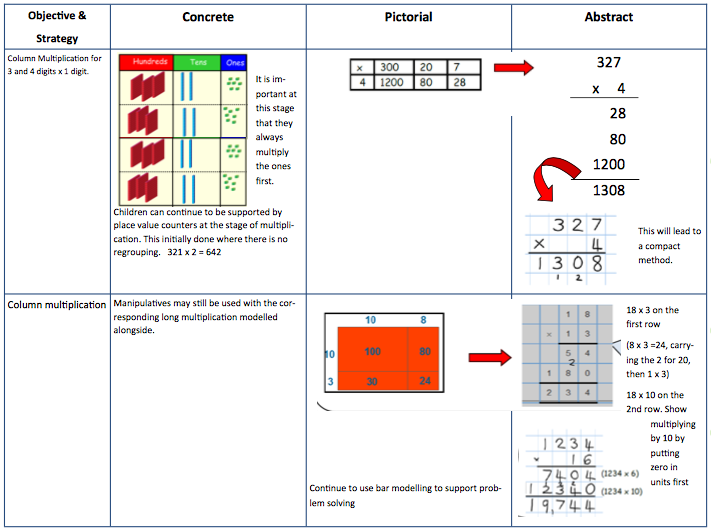 Objective &
Strategy
Concrete
Pictorial
Abstract
Column Multiplication for
3 and 4 digits x 1 digit.
Hundreds Tens Ones
It is im-
portant at
this stage
that they
always
multiply
the ones
first.
Children can continue to be supported by
place value counters at the stage of multipli-
cation. This initially done where there is no
regrouping. 321 x 2 = 642
x 300 20 7
4 1200 80 28
327
x 4
28
80
1200
1308
3 2 7
× 4
1 3 0 8
1 2
This will lead to
a compact
method.
Column multiplication
Manipulatives may still be used with the cor-
responding long multiplication modelled
alongside.
10 8
10 100 80
3 30 24
Continue to use bar modelling to support prob-
lem solving
1 8
× 1 3
5 4
2
1 8 0
2 3 4
18 x 3 on the
first row
(8 x 3 =24, carry-
ing the 2 for 20,
then 1 x 3)
18 x 10 on the
2nd row. Show
multiplying
by 10 by
putting
zero in
units first
1 2 3 4
× 1 6
7 4 0 4 (1234 x 6)
1 2 3 4 0 (1234 x 10)
1 9,7 4 4